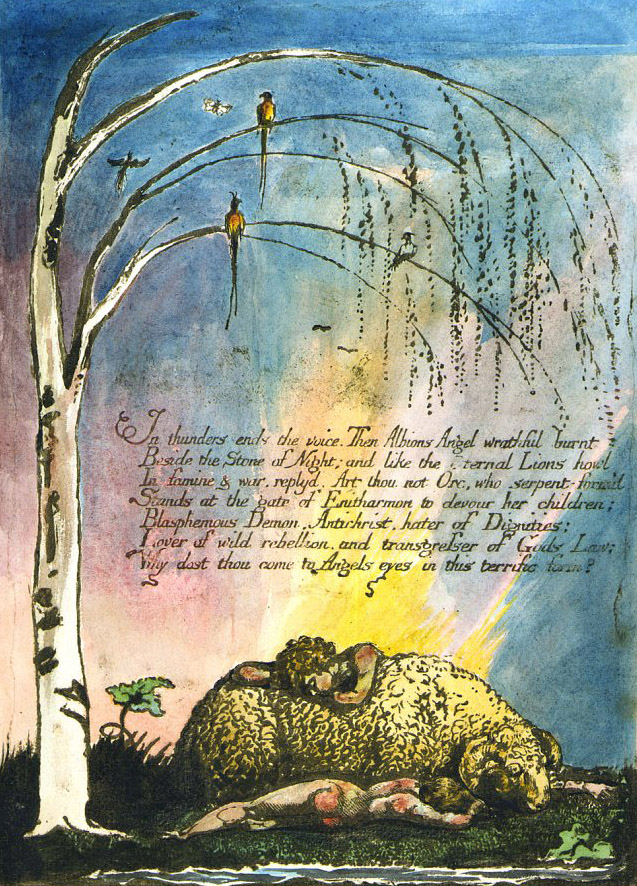 In thunders ends the voice. Then Albions Angel wrathful burnt
Beside the Stone of Night; and like the Eternal Lions howl
In famine & war, replyd. Art thou not Orc, who serpent-form'd
Stands at the gate of Enitharmon to devour her children;
Blasphemous Demon, Antichrist, hater of Dignities;
Lover of wild rebellion, and transgreſser of Gods Law;
Why dost thou come to Angels eyes in this terrific form?